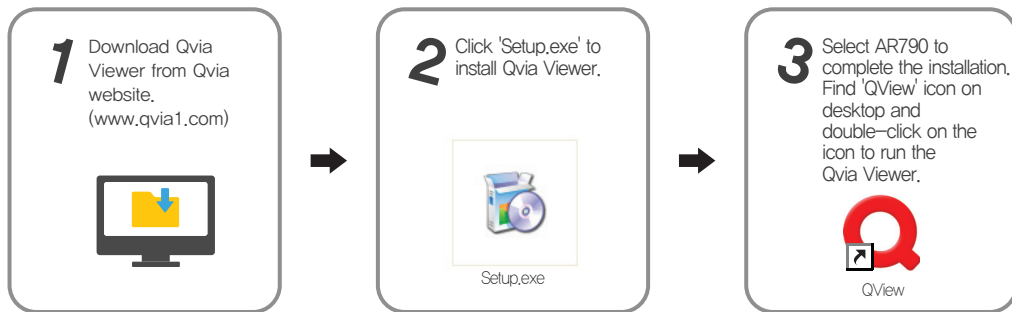 1
Download Qvia
Viewer from Qvia
website.
(www.qvia1.com)
2
Click 'Setup.exe' to
install Qvia Viewer.
Setup.exe
3
Select AR790 to
complete the installation.
Find 'QView' icon on
desktop and
double-click on the
icon to run the
Qvia Viewer.
QView